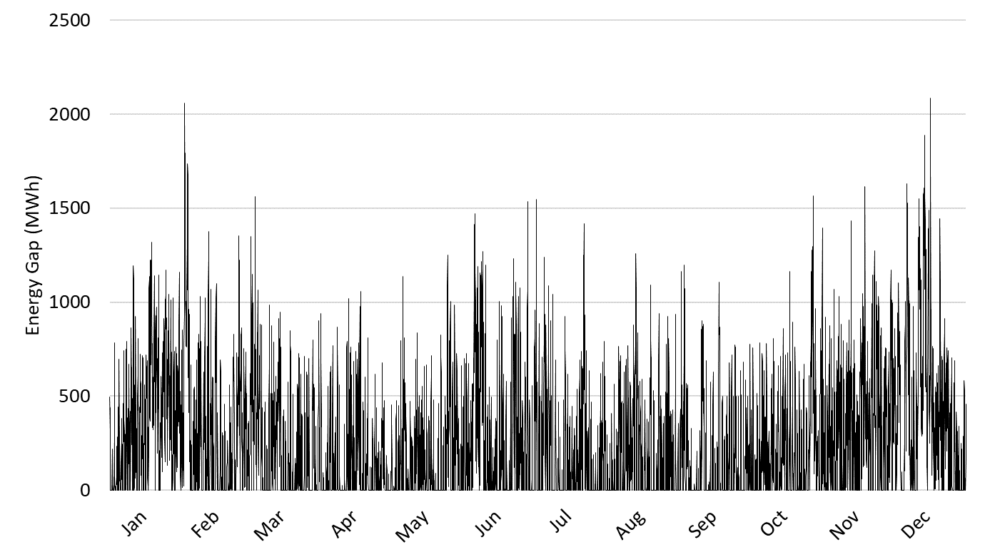 2500
2000
1500
1000
500
0
Energy Gap (MWh)
Jan
Feb
Mar
Apr
May
Jun
Jul
Aug
Sep
Oct
Nov
Dec